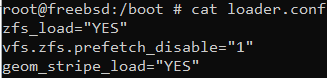 root@freebsd:/boot # cat loader.conf
zfs_load="YES"
vfs.zfs.prefetch_disable="1"
geom_stripe_load="YES"